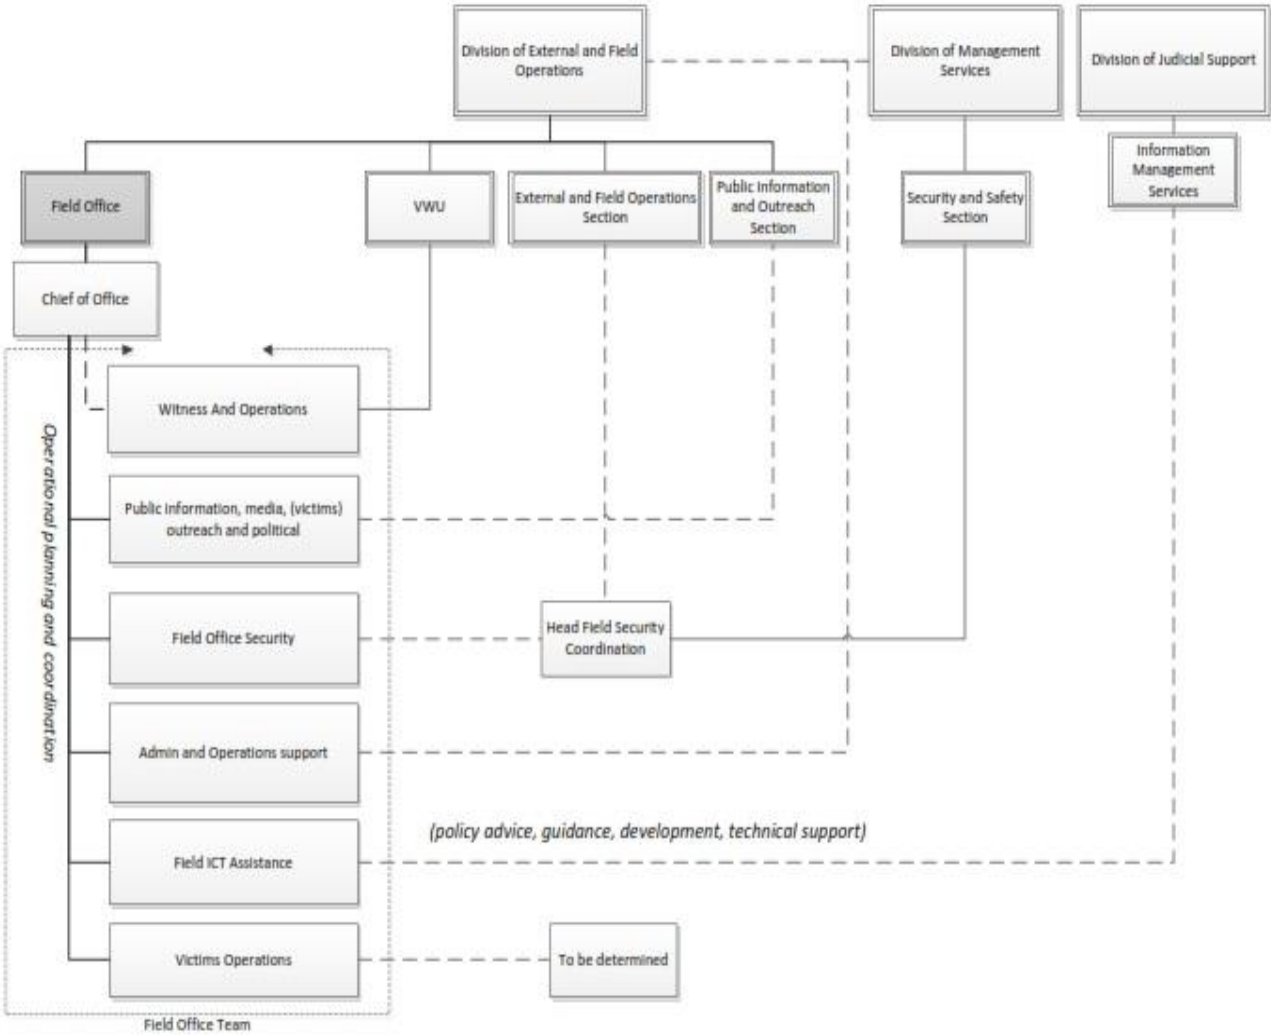 Division of External and Field
Operations
Division of Management
Services
Division of Judicial Support
Information
Management
Services
Field Office
VWU
External and Field Operations
Section
Public Information
and Outreach
Section
Security and Safety
Section
Chief of Office
Operational planning and coordination
Witness And Operations
Public information, media, (victims)
outreach and political
Field Office Security
Head Field Security
Coordination
Admin and Operations support
(policy advice, guidance, development, technical support)
Field ICT Assistance
Victims Operations
To be determined
Field Office Team